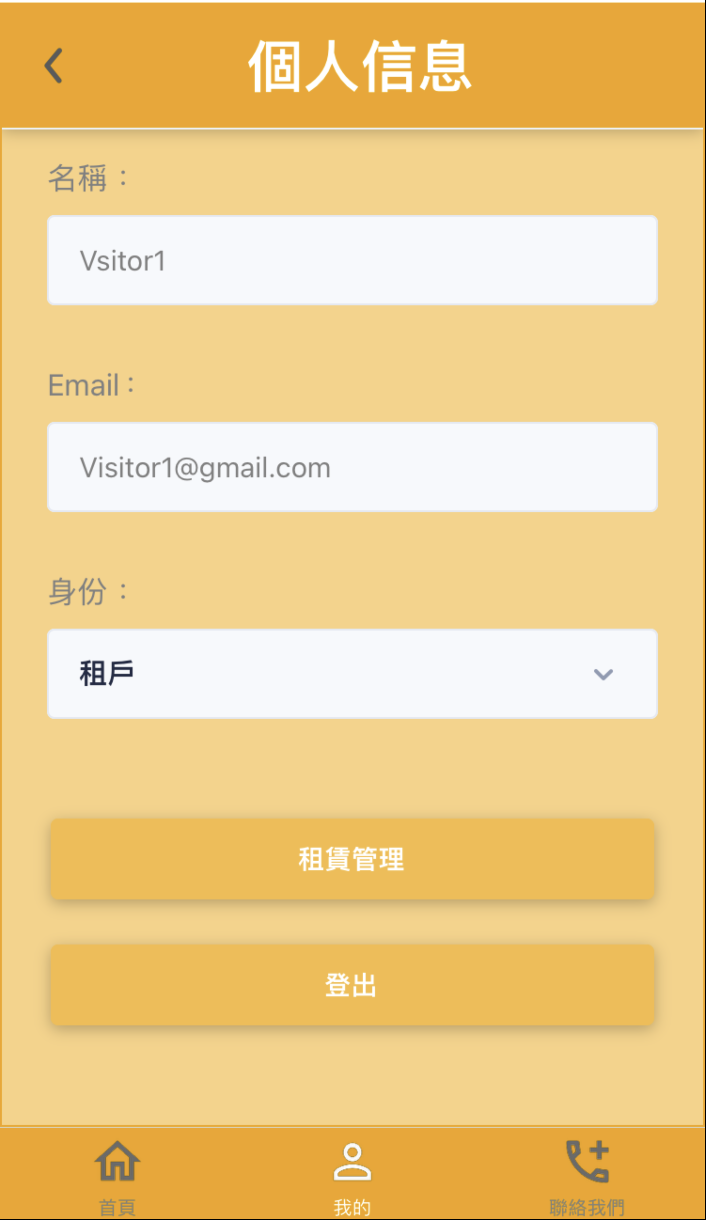 個人信息
名稱：
Vsitor1
Email：
Visitor1@gmail.com
身份：
租戶
租賃管理
登出
首頁
我的
聯絡我們